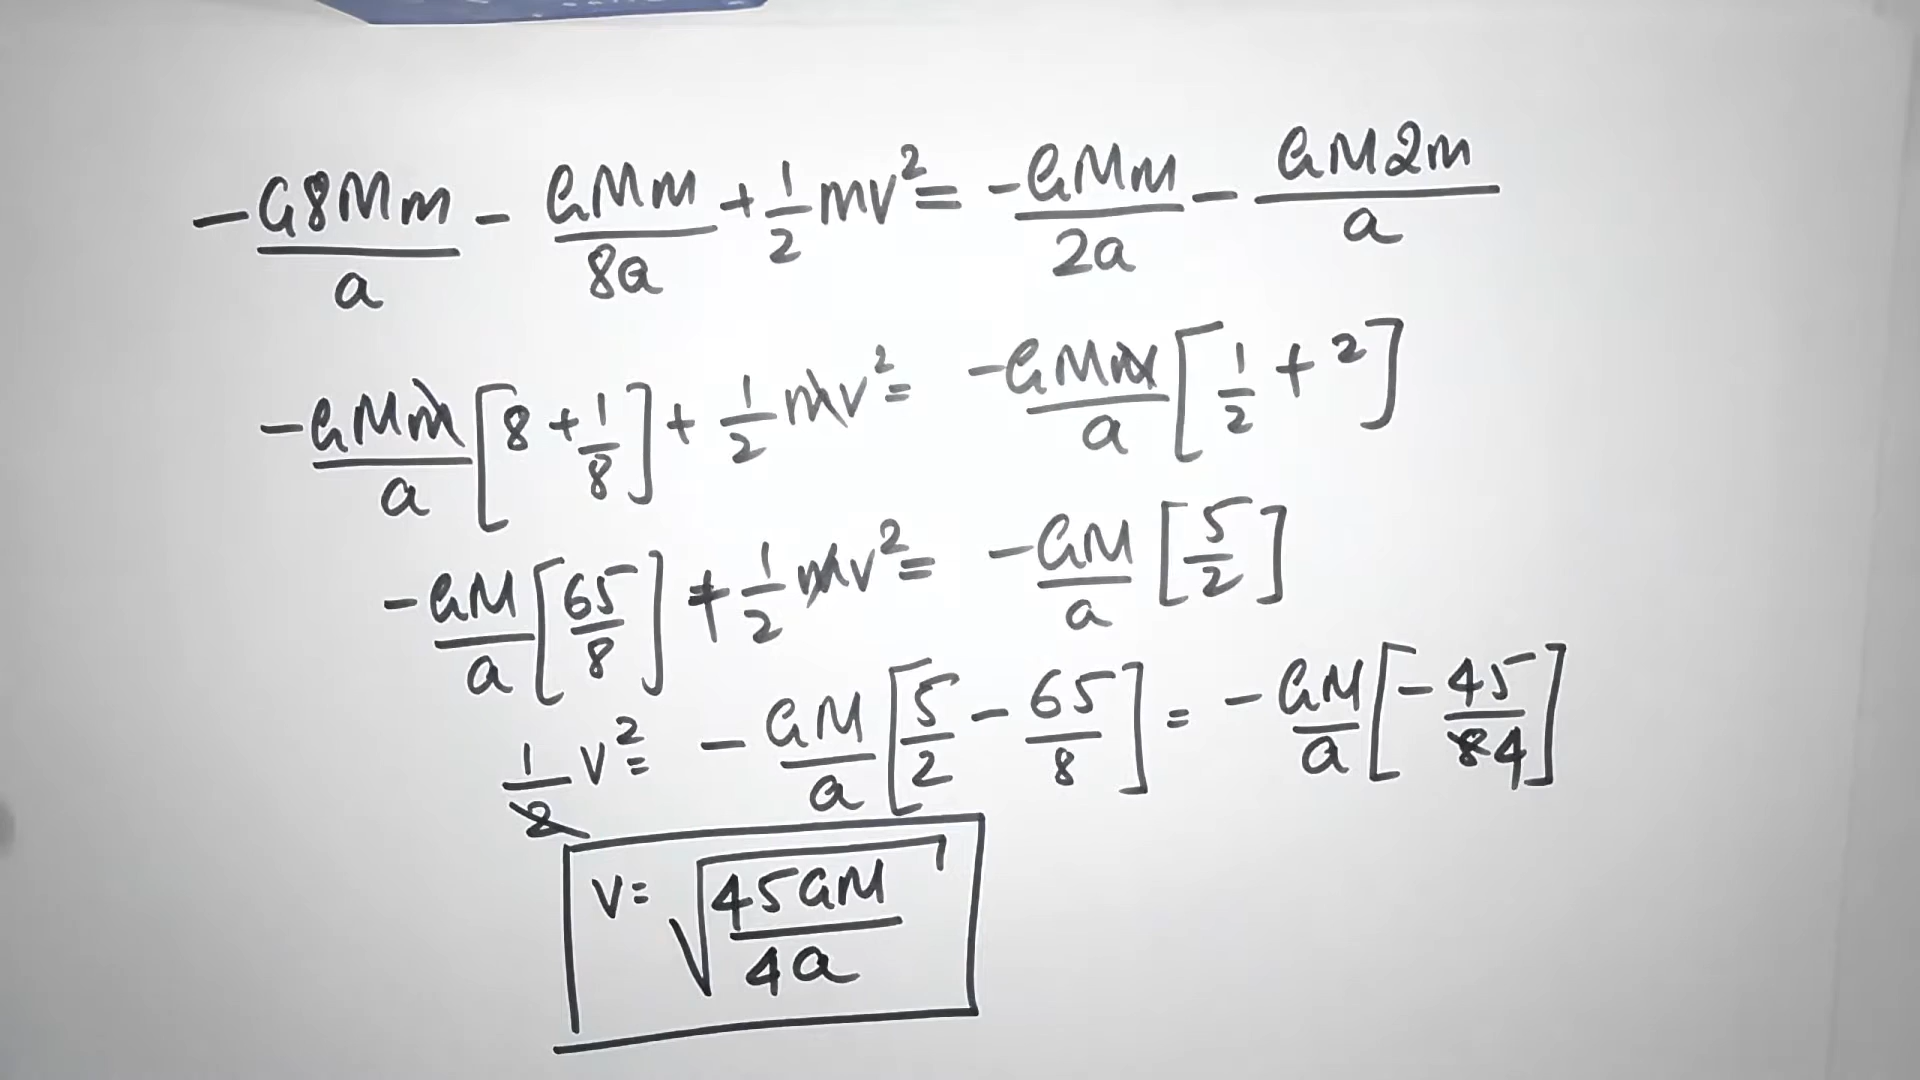 -G8Mm/a - GMm/8a + 1/2 mv² = -GMm/2a - GM2m/a
-GMm/a [8 + 1/8] + 1/2 mv² = -GMm/a [1/2 + 2]
-GM/a [65/8] + 1/2 mv² = -GM/a [5/2]
1/2 v² = -GM/a [5/2 - 65/8] = -GM/a [-45/84]
v = √(45GM/4a)